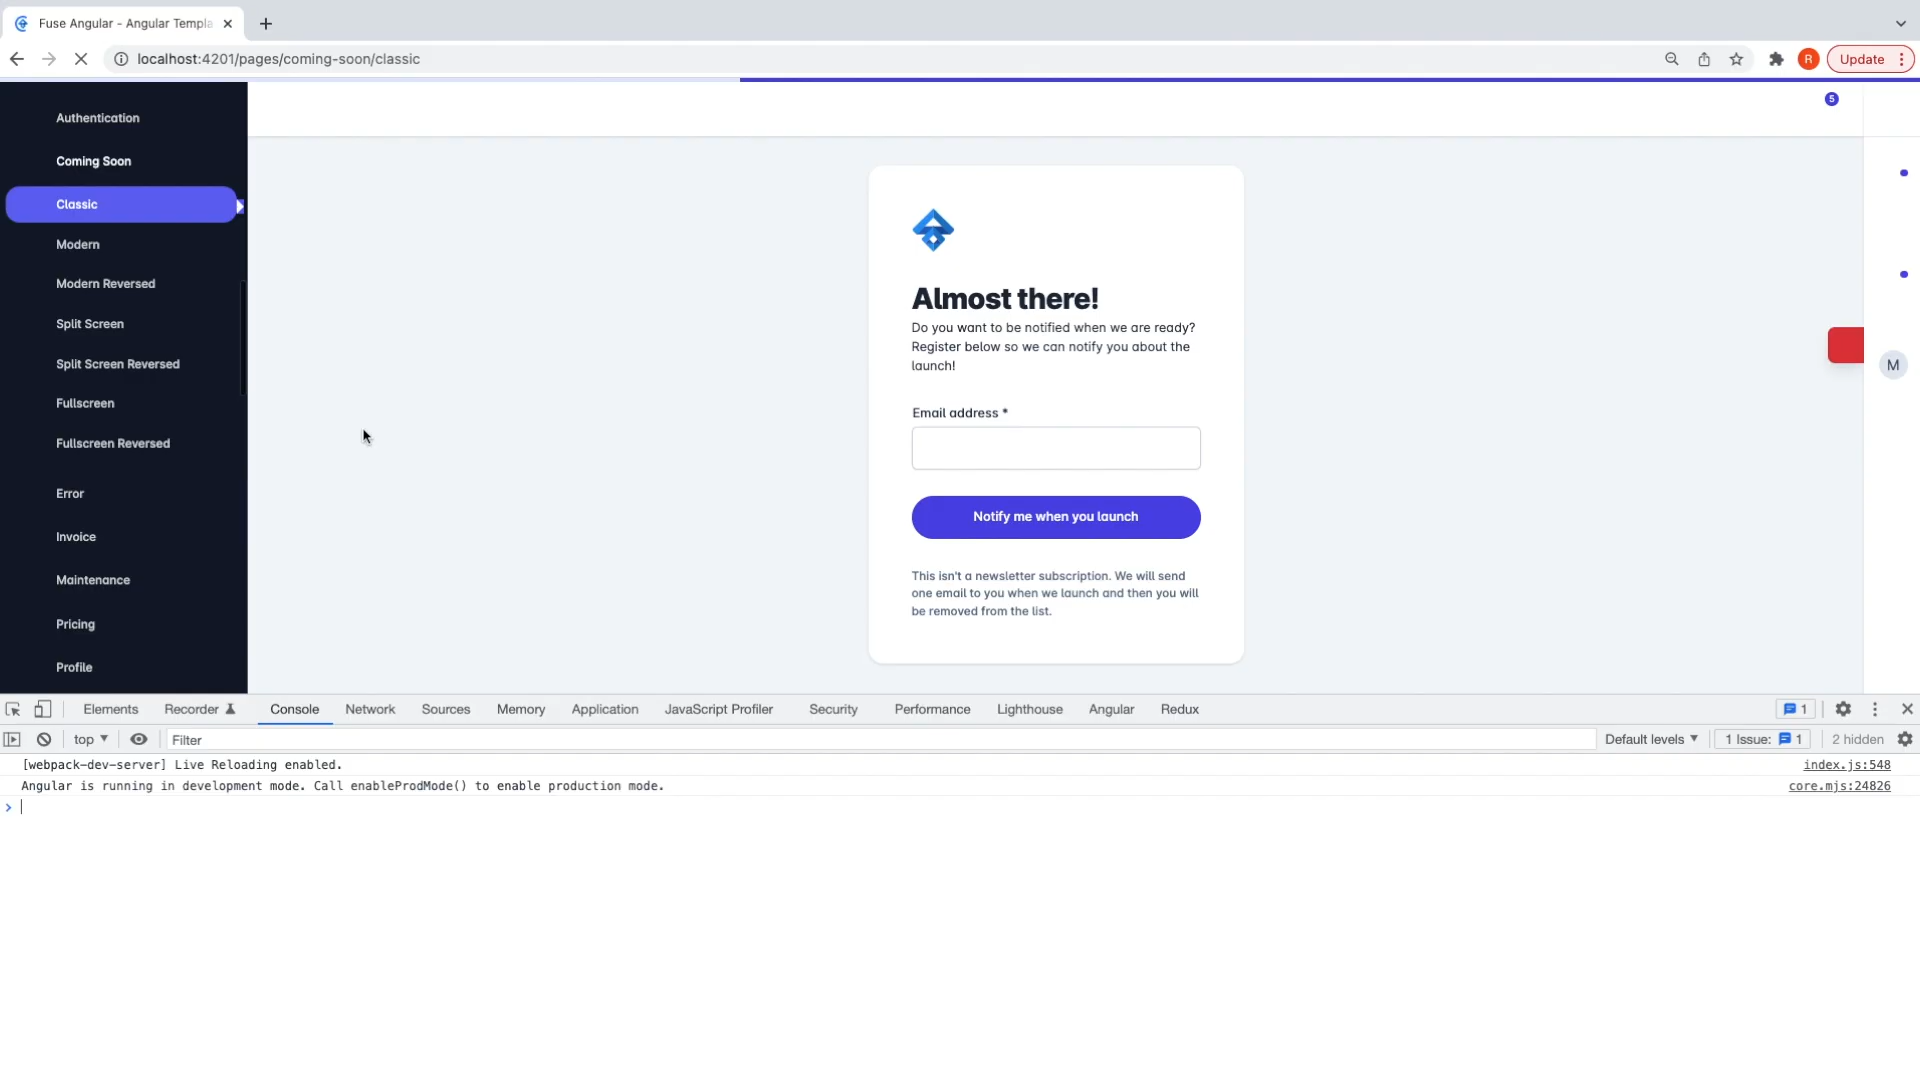 Fuse Angular - Angular Templa
localhost:4201/pages/coming-soon/classic
R
Update
Authentication
Coming Soon
Classic
Modern
Modern Reversed
Split Screen
Split Screen Reversed
Fullscreen
Fullscreen Reversed
Error
Invoice
Maintenance
Pricing
Profile
5
M
Almost there!
Do you want to be notified when we are ready?
Register below so we can notify you about the
launch!
Email address *
Notify me when you launch
This isn't a newsletter subscription. We will send
one email to you when we launch and then you will
be removed from the list.
Elements Recorder Console Network Sources Memory Application JavaScript Profiler Security Performance Lighthouse Angular Redux 1
top Filter Default levels 1 Issue: 1 2 hidden
[webpack-dev-server] Live Reloading enabled. index.js:548
Angular is running in development mode. Call enableProdMode() to enable production mode. core.mjs:24826